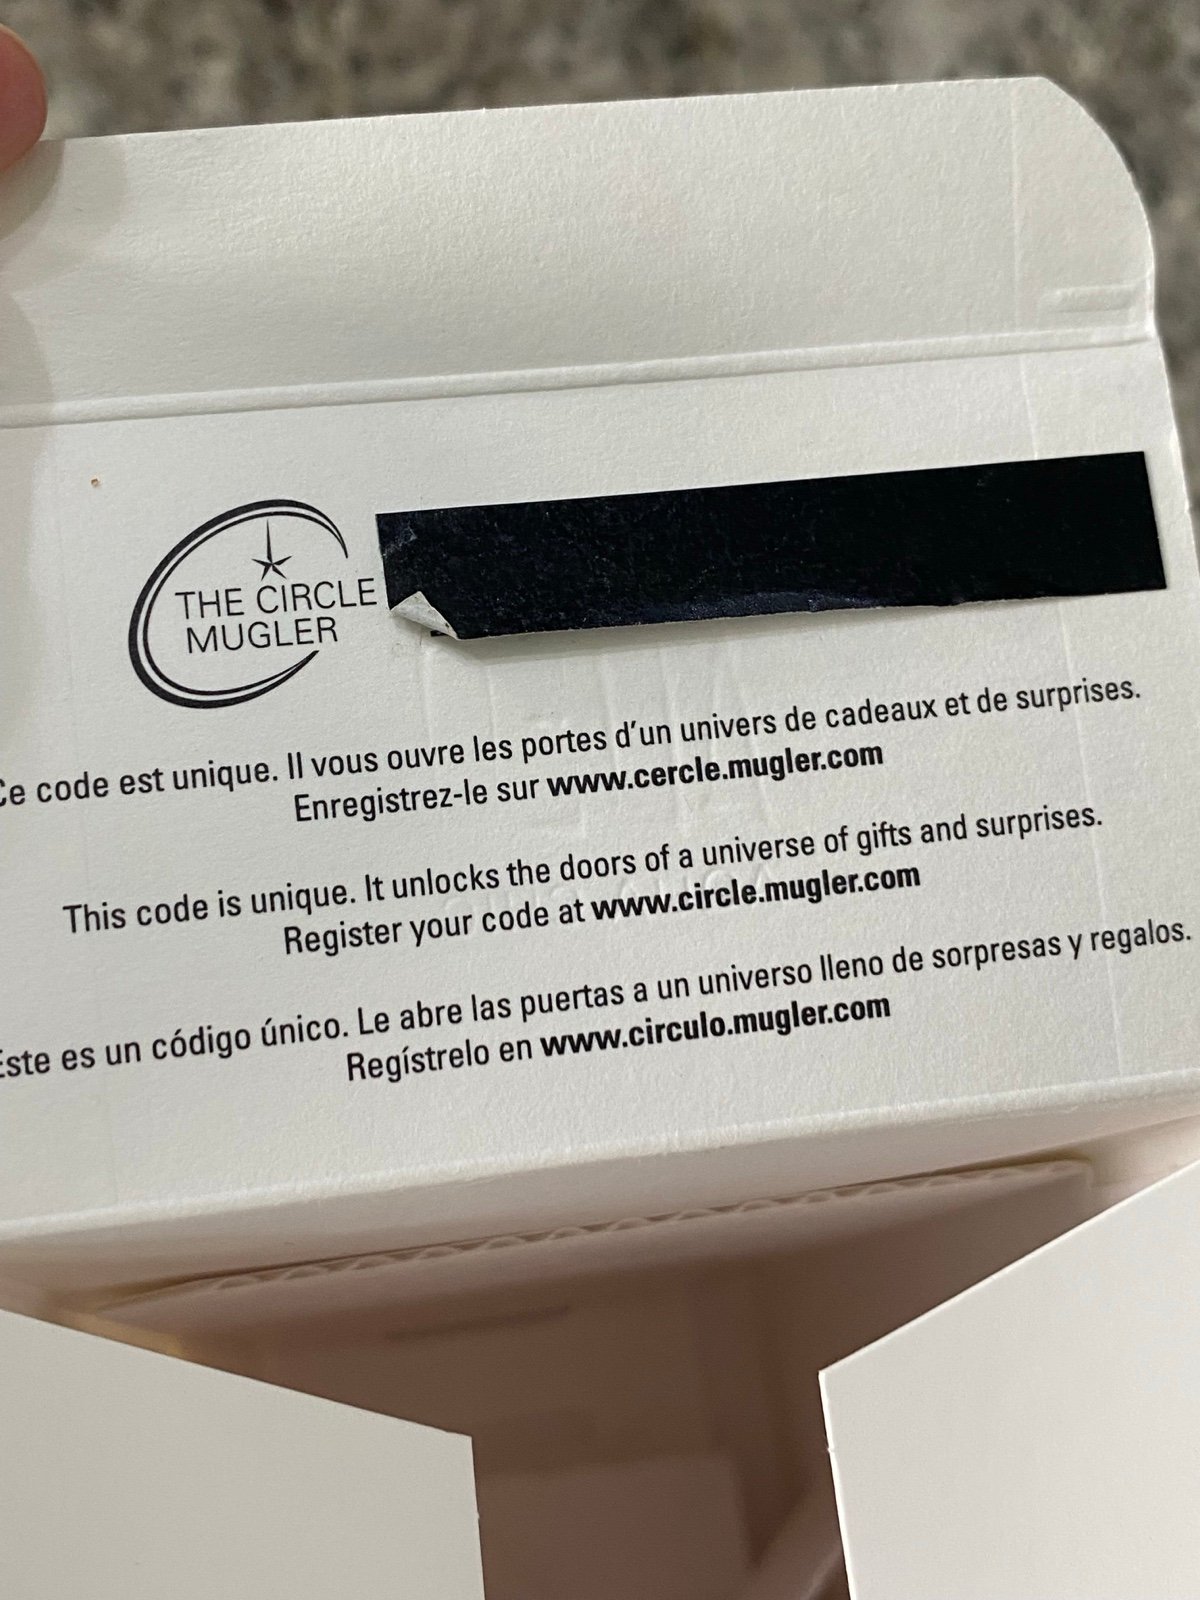 THE CIRCLE
MUGLER
Ce code est unique. Il vous ouvre les portes d'un univers de cadeaux et de surprises.
Enregistrez-le sur www.cercle.mugler.com
This code is unique. It unlocks the doors of a universe of gifts and surprises.
Register your code at www.circle.mugler.com
Este es un código único. Le abre las puertas a un universo lleno de sorpresas y regalos.
Regístrelo en www.circulo.mugler.com